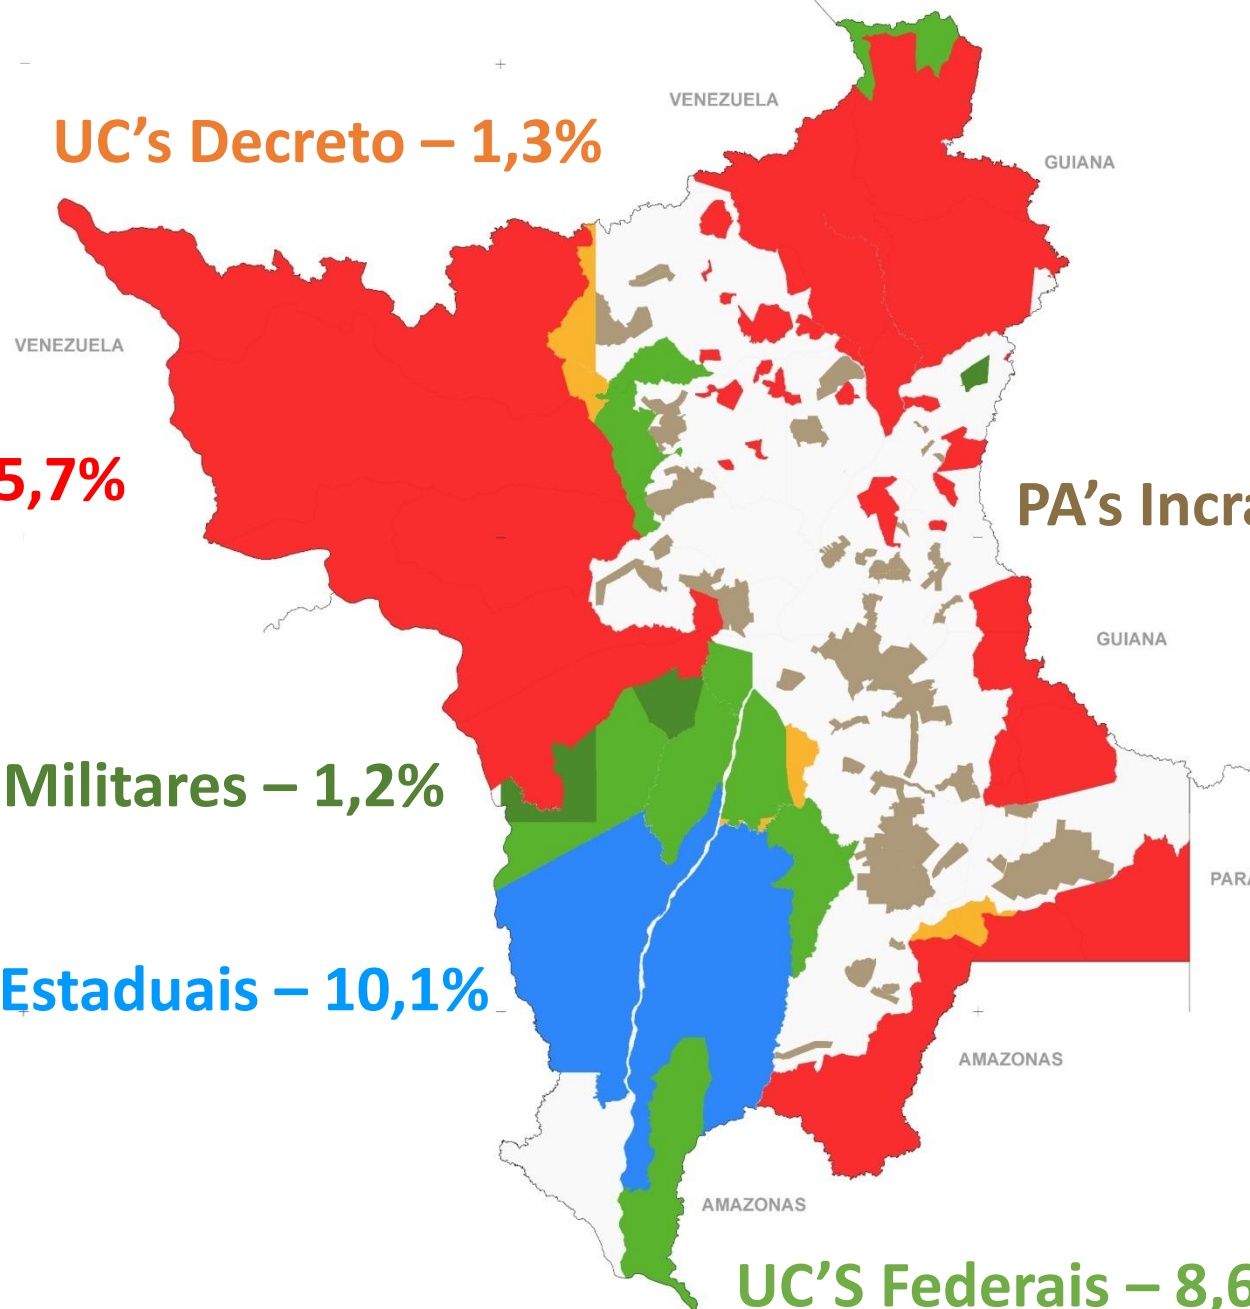 VENEZUELA
UC’s Decreto – 1,3%
GUIANA
VENEZUELA
5,7%
PA’s Incra
GUIANA
Militares – 1,2%
PARÁ
Estaduais – 10,1%
AMAZONAS
AMAZONAS
UC’S Federais – 8,6